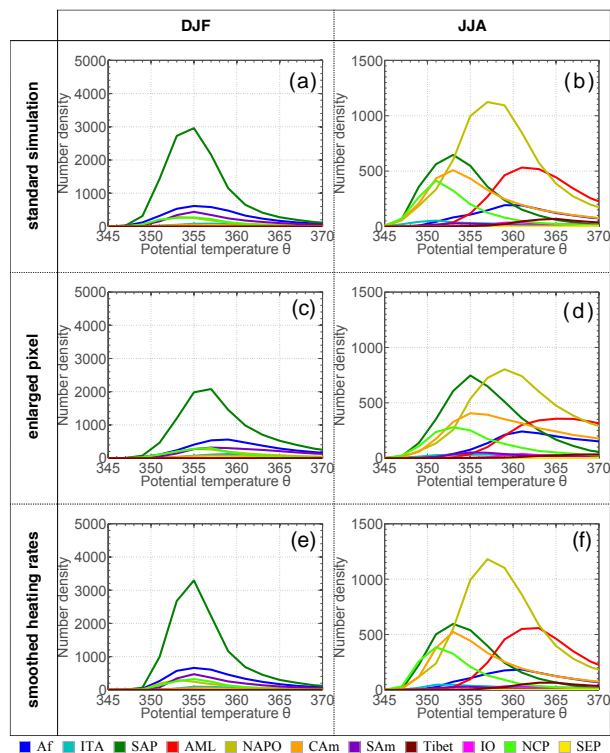 DJF
JJA
standard simulation
Number density
5000
4000
3000
2000
1000
0
(a)
345 350 355 360 365 370
Potential temperature θ
Number density
1500
1000
500
0
(b)
345 350 355 360 365 370
Potential temperature θ
enlarged pixel
Number density
5000
4000
3000
2000
1000
0
(c)
345 350 355 360 365 370
Potential temperature θ
Number density
1500
1000
500
0
(d)
345 350 355 360 365 370
Potential temperature θ
smoothed heating rates
Number density
5000
4000
3000
2000
1000
0
(e)
345 350 355 360 365 370
Potential temperature θ
Number density
1500
1000
500
0
(f)
345 350 355 360 365 370
Potential temperature θ
Af ITA SAP AML NAPO CAm SAm Tibet IO NCP SEP